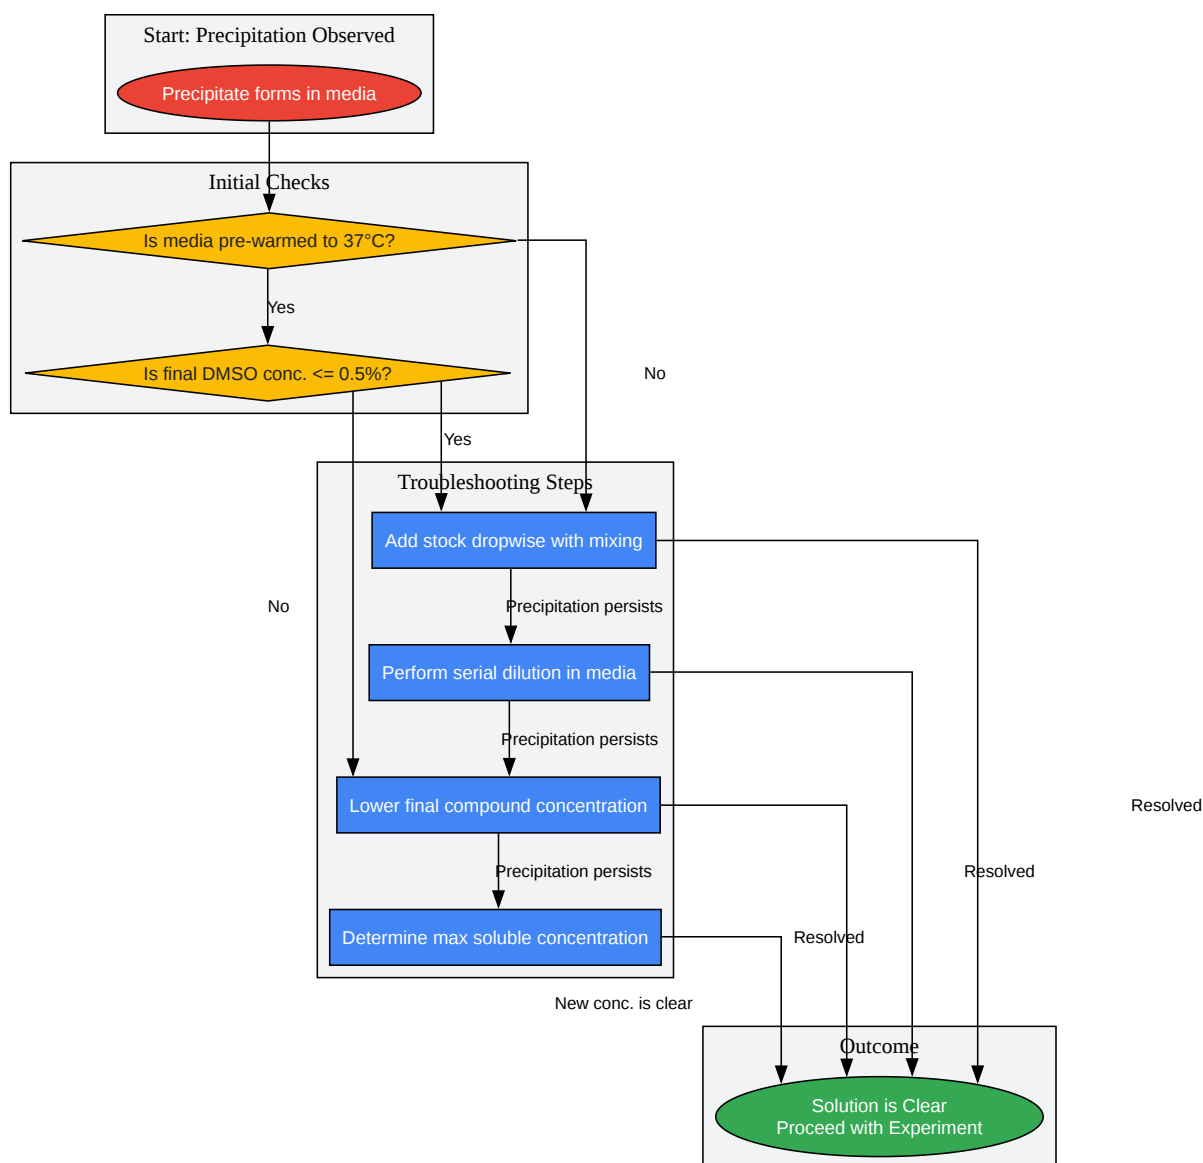 Start: Precipitation Observed
Precipitate forms in media
Initial Checks
Is media pre-warmed to 37°C?
Yes
Is final DMSO conc. <= 0.5%?
No
Yes
Troubleshooting Steps
Add stock dropwise with mixing
No
Precipitation persists
Perform serial dilution in media
Precipitation persists
Lower final compound concentration
Resolved
Precipitation persists
Resolved
Determine max soluble concentration
Resolved
New conc. is clear
Outcome
Solution is Clear
Proceed with Experiment